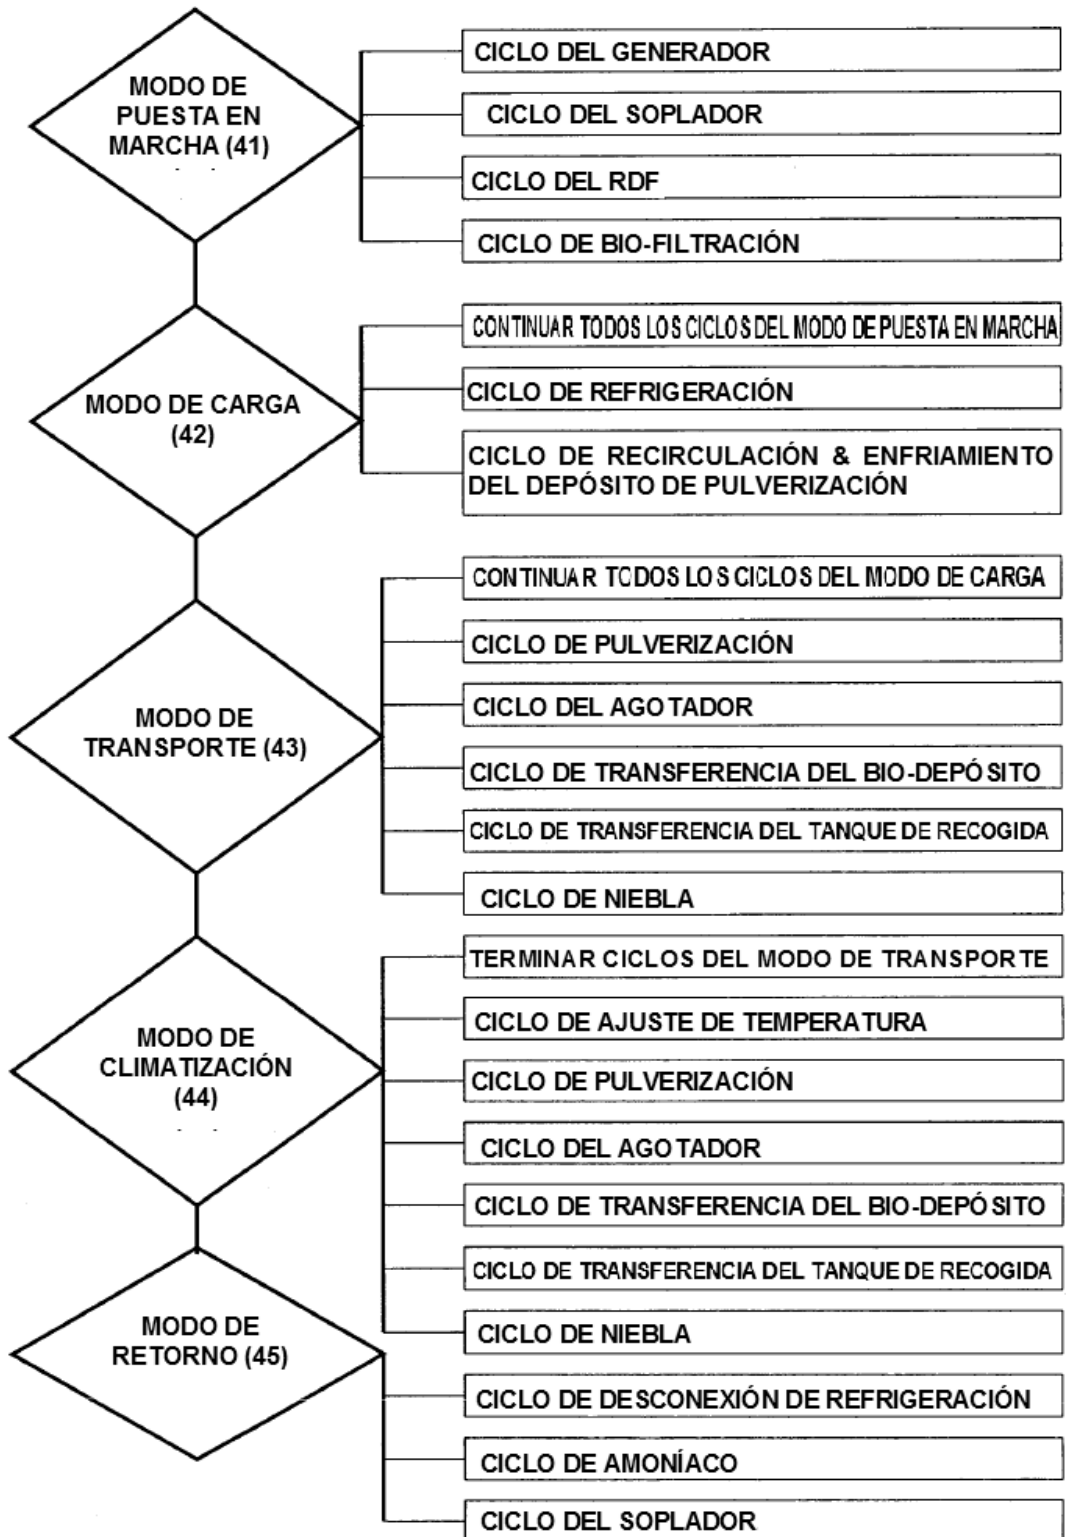 MODO DE
PUESTA EN
MARCHA (41)
CICLO DEL GENERADOR
CICLO DEL SOPLADOR
CICLO DEL RDF
CICLO DE BIO-FILTRACIÓN
MODO DE CARGA
(42)
CONTINUAR TODOS LOS CICLOS DEL MODO DE PUESTA EN MARCHA
CICLO DE REFRIGERACIÓN
CICLO DE RECIRCULACIÓN & ENFRIAMIENTO
DEL DEPÓSITO DE PULVERIZACIÓN
MODO DE
TRANSPORTE (43)
CONTINUAR TODOS LOS CICLOS DEL MODO DE CARGA
CICLO DE PULVERIZACIÓN
CICLO DEL AGOTADOR
CICLO DE TRANSFERENCIA DEL BIO-DEPÓSITO
CICLO DE TRANSFERENCIA DEL TANQUE DE RECOGIDA
CICLO DE NIEBLA
MODO DE
CLIMATIZACIÓN
(44)
TERMINAR CICLOS DEL MODO DE TRANSPORTE
CICLO DE AJUSTE DE TEMPERATURA
CICLO DE PULVERIZACIÓN
CICLO DEL AGOTADOR
CICLO DE TRANSFERENCIA DEL BIO-DEPÓSITO
CICLO DE TRANSFERENCIA DEL TANQUE DE RECOGIDA
CICLO DE NIEBLA
MODO DE
RETORNO (45)
CICLO DE DESCONEXIÓN DE REFRIGERACIÓN
CICLO DE AMONÍACO
CICLO DEL SOPLADOR